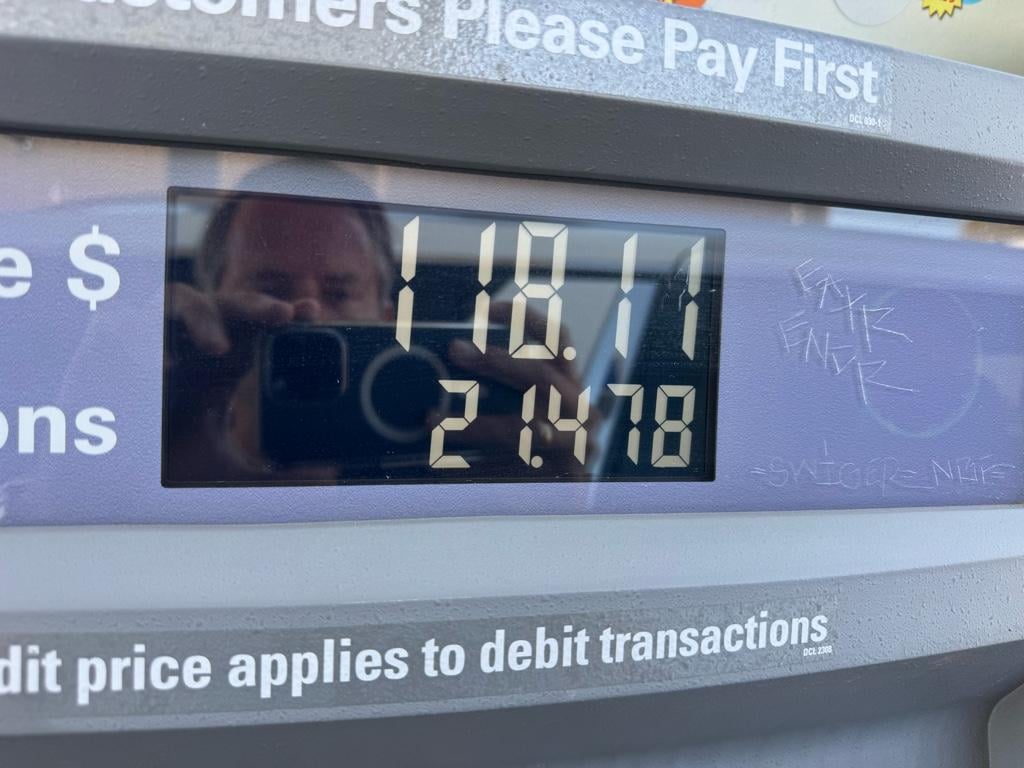 ustomers Please Pay First
DCL 030-1
e $ 118.11
ons 21.478
dit price applies to debit transactions
DCL 2308